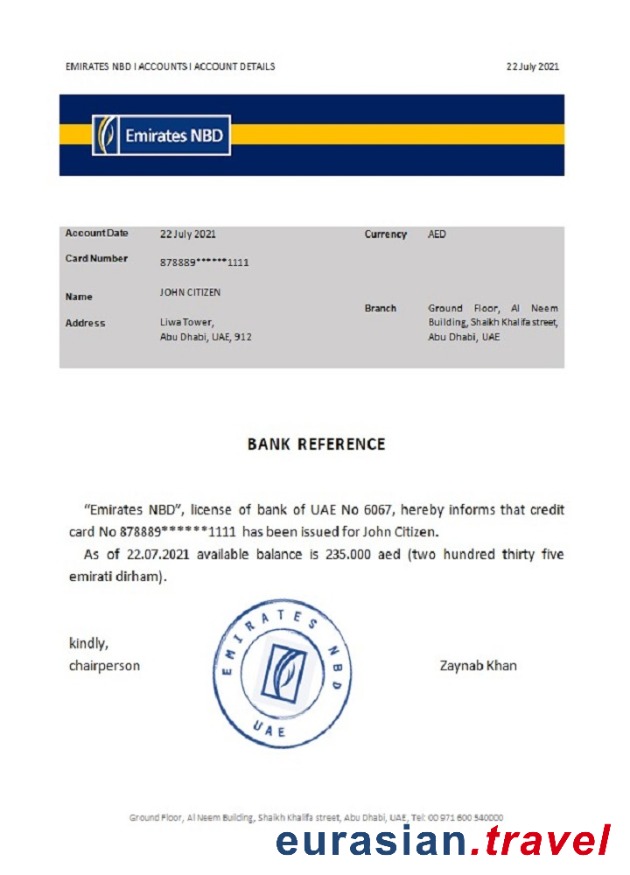 EMIRATES NBD I ACCOUNTS I ACCOUNT DETAILS 22 July 2021
Emirates NBD
Account Date 22 July 2021 Currency AED
Card Number 878889******1111
Name JOHN CITIZEN
Branch Ground Floor, Al Neem
Address Liwa Tower, Building, Shaikh Khalifa street,
Abu Dhabi, UAE, 912 Abu Dhabi, UAE
BANK REFERENCE
“Emirates NBD”, license of bank of UAE No 6067, hereby informs that credit
card No 878889******1111 has been issued for John Citizen.
As of 22.07.2021 available balance is 235.000 aed (two hundred thirty five
emirati dirham).
kindly,
chairperson Zaynab Khan
EMIRATES NBD
UAE
Ground Floor, Al Neem Building, Shaikh Khalifa street, Abu Dhabi, UAE, Tel: 00 971 600 540000
eurasian.travel